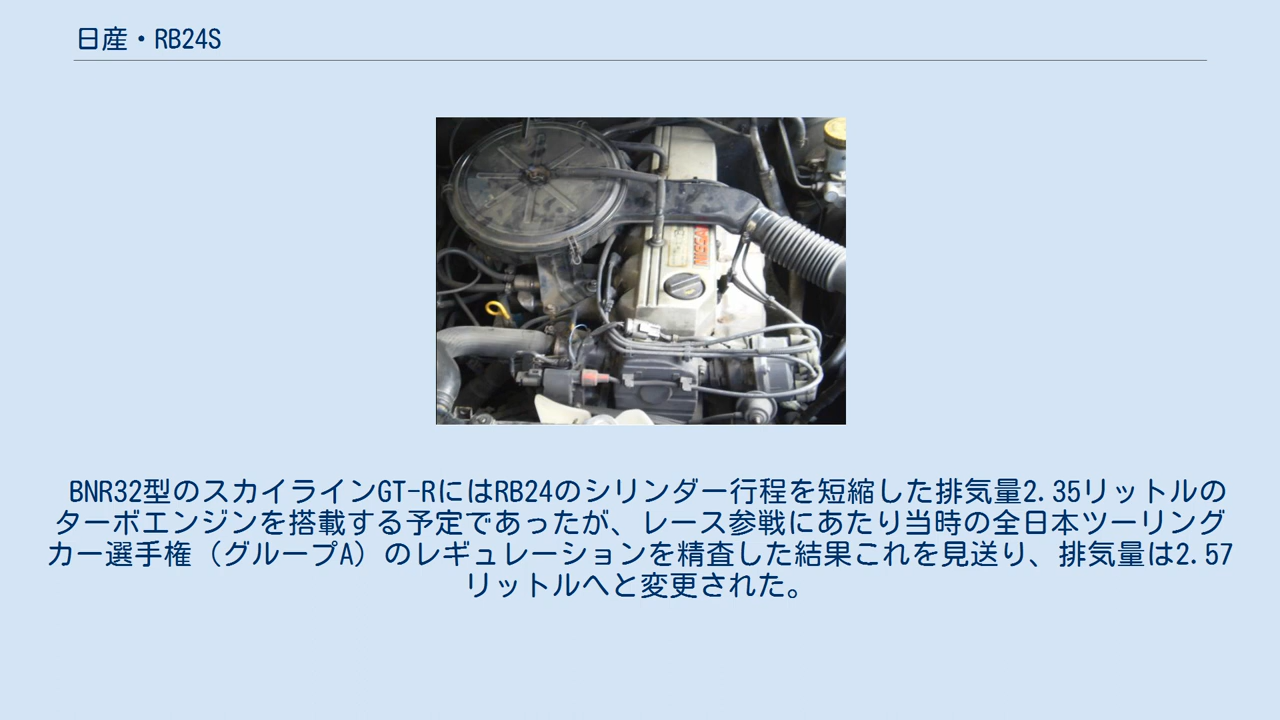 日産・RB24S
NISSAN
BNR32型のスカイラインGT-RにはRB24のシリンダー行程を短縮した排気量2.35リットルの
ターボエンジンを搭載する予定であったが、レース参戦にあたり当時の全日本ツーリング
カー選手権（グループA）のレギュレーションを精査した結果これを見送り、排気量は2.57
リットルへと変更された。